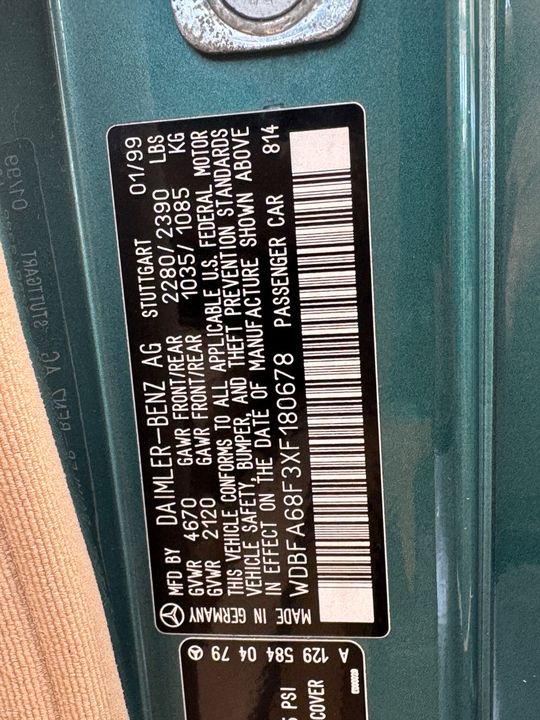 MFD BY DAIMLER-BENZ AG STUTTGART 01/99
GVWR 4670 GAWR FRONT/REAR 2280/2390 LBS
GVWR 2120 GAWR FRONT/REAR 1035/1085 KG
THIS VEHICLE CONFORMS TO ALL APPLICABLE U.S. FEDERAL MOTOR
VEHICLE SAFETY, BUMPER, AND THEFT PREVENTION STANDARDS
IN EFFECT ON THE DATE OF MANUFACTURE SHOWN ABOVE
WDBFA68F3XF180678 PASSENGER CAR 814
MADE IN GERMANY
A 129 584 04 79
PSI
COVER